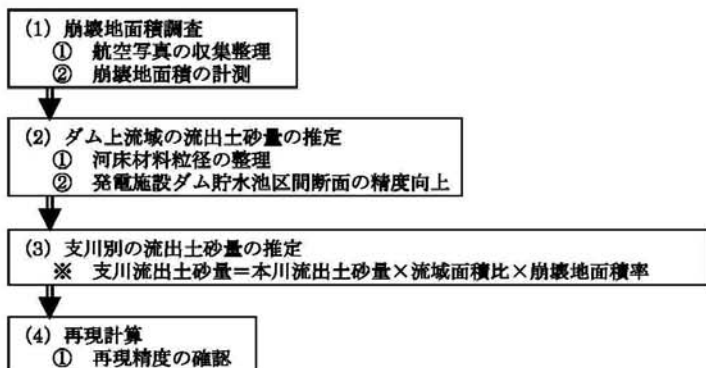 (1) 崩壊地面積調査
① 航空写真の収集整理
② 崩壊地面積の計測
(2) ダム上流域の流出土砂量の推定
① 河床材料粒径の整理
② 発電施設ダム貯水池区間断面の精度向上
(3) 支川別の流出土砂量の推定
※ 支川流出土砂量＝本川流出土砂量×流域面積比×崩壊地面積率
(4) 再現計算
① 再現精度の確認